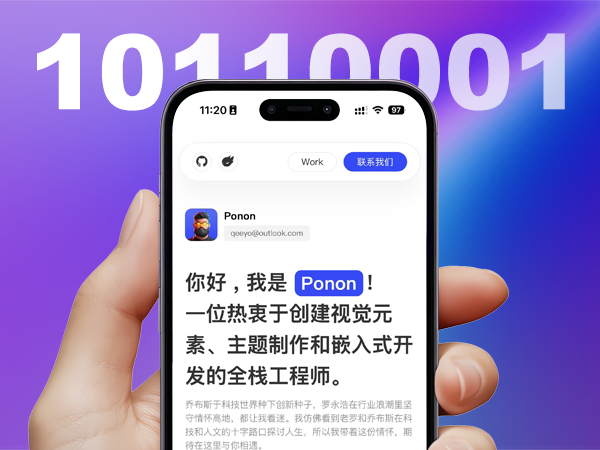 10110001
11:20
97
Work
联系我们
Ponon
qeeyo@outlook.com
你好，我是 Ponon！
一位热衷于创建视觉元
素、主题制作和嵌入式开
发的全栈工程师。
乔布斯于科技世界种下创新种子，罗永浩在行业浪潮里坚
守情怀高地，都让我着迷。我仿佛看到老罗和乔布斯在科
技和人文的十字路口探讨人生，所以我带着这份情怀，期
待在这里与你相遇。